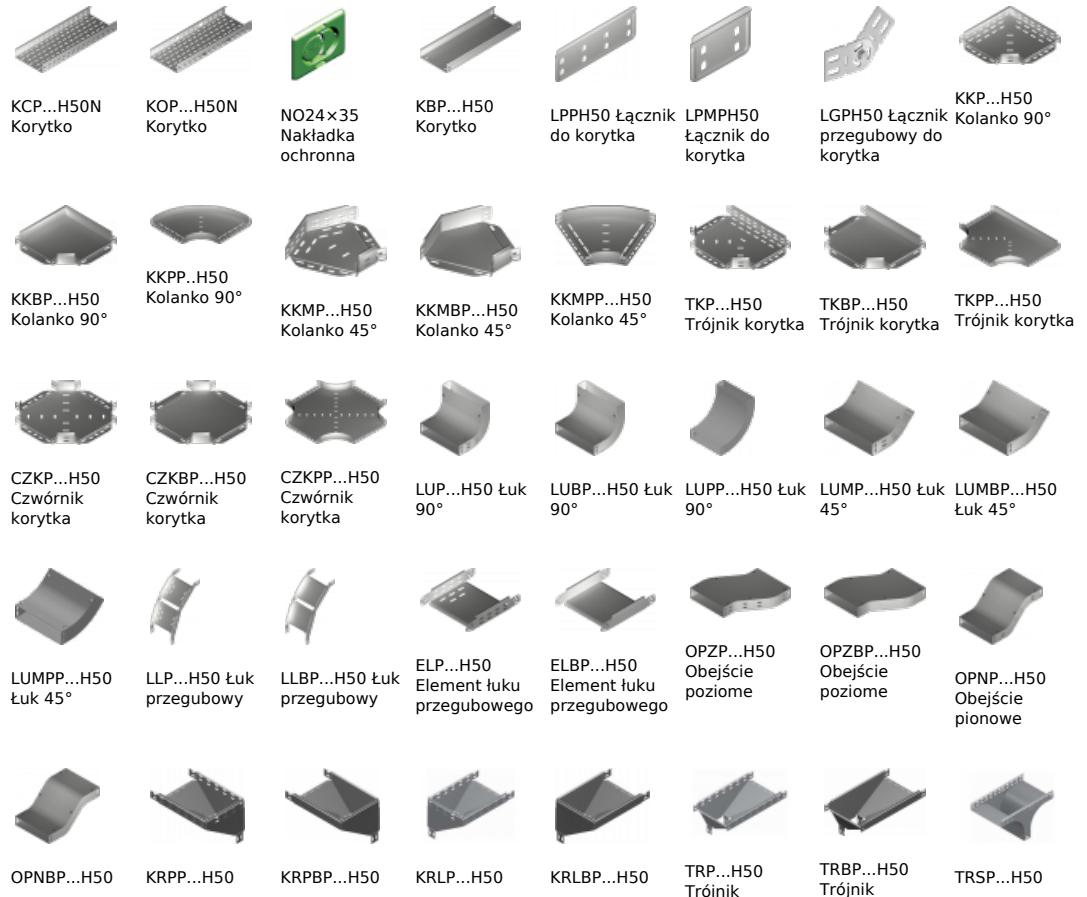 KCP...H50N
Korytko
KOP...H50N
Korytko
NO24×35
Nakładka
ochronna
KBP...H50
Korytko
LPPH50 Łącznik
do korytka
LPMPH50
Łącznik do
korytka
LGPH50 Łącznik
przegubowy do
korytka
KKP...H50
Kolanko 90°
KKBP...H50
Kolanko 90°
KKPP..H50
Kolanko 90°
KKMP...H50
Kolanko 45°
KKMBP...H50
Kolanko 45°
KKMPP...H50
Kolanko 45°
TKP...H50
Trójnik korytka
TKBP...H50
Trójnik korytka
TKPP...H50
Trójnik korytka
CZKP...H50
Czwórnik
korytka
CZKBP...H50
Czwórnik
korytka
CZKPP...H50
Czwórnik
korytka
LUP...H50 Łuk
90°
LUBP...H50 Łuk
90°
LUPP...H50 Łuk
90°
LUMP...H50 Łuk
45°
LUMBP...H50
Łuk 45°
LUMPP...H50
Łuk 45°
LLP...H50 Łuk
przegubowy
LLBP...H50 Łuk
przegubowy
ELP...H50
Element łuku
przegubowego
ELBP...H50
Element łuku
przegubowego
OPZP...H50
Obejście
poziome
OPZBP...H50
Obejście
poziome
OPNP...H50
Obejście
pionowe
OPNBP...H50
KRPP...H50
KRPBP...H50
KRLP...H50
KRLBP...H50
TRP...H50
Trójnik
TRBP...H50
Trójnik
TRSP...H50